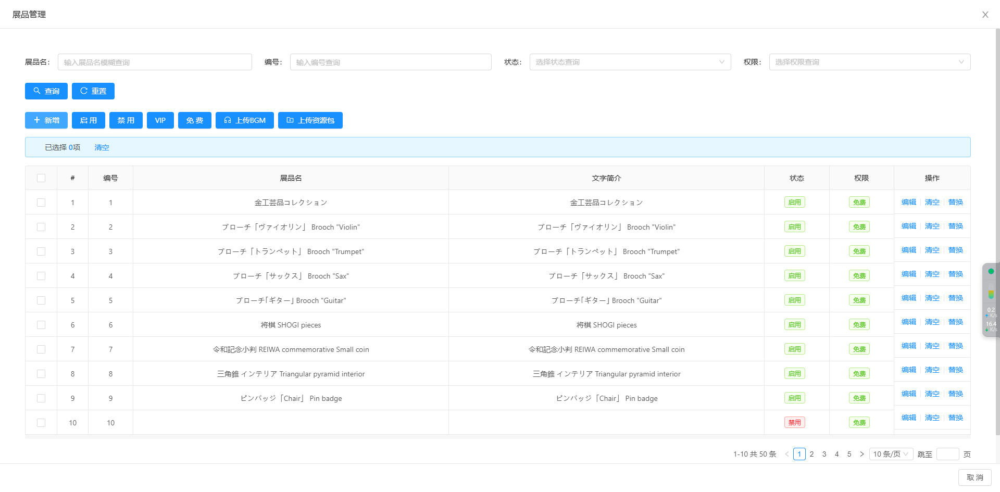 展品管理
展品名： 输入展品名模糊查询 编号： 输入编号查询 状态： 选择状态查询 权限： 选择权限查询
查询 重置
新增 启 用 禁 用 VIP 免 费 上传BGM 上传资源包
已选择 0项 清空
# 编号 展品名 文字简介 状态 权限 操作
1 1 金工芸品コレクション 金工芸品コレクション 启用 免费 编辑 清空 替换
2 2 ブローチ「ヴァイオリン」 Brooch "Violin" ブローチ「ヴァイオリン」 Brooch "Violin" 启用 免费 编辑 清空 替换
3 3 ブローチ「トランペット」 Brooch "Trumpet" ブローチ「トランペット」 Brooch "Trumpet" 启用 免费 编辑 清空 替换
4 4 ブローチ「サックス」 Brooch "Sax" ブローチ「サックス」 Brooch "Sax" 启用 免费 编辑 清空 替换
5 5 ブローチ｢ギター｣ Brooch "Guitar" ブローチ｢ギター｣ Brooch "Guitar" 启用 免费 编辑 清空 替换
6 6 将棋 SHOGI pieces 将棋 SHOGI pieces 启用 免费 编辑 清空 替换
7 7 令和記念小判 REIWA commemorative Small coin 令和記念小判 REIWA commemorative Small coin 启用 免费 编辑 清空 替换
8 8 三角錐 インテリア Triangular pyramid interior 三角錐 インテリア Triangular pyramid interior 启用 免费 编辑 清空 替换
9 9 ピンバッジ「Chair」 Pin badge ピンバッジ「Chair」 Pin badge 启用 免费 编辑 清空 替换
10 10 禁用 免费 编辑 清空 替换
0.2
K/s
16.4
K/s
1-10 共 50 条 1 2 3 4 5 10 条/页 跳至 页
取 消